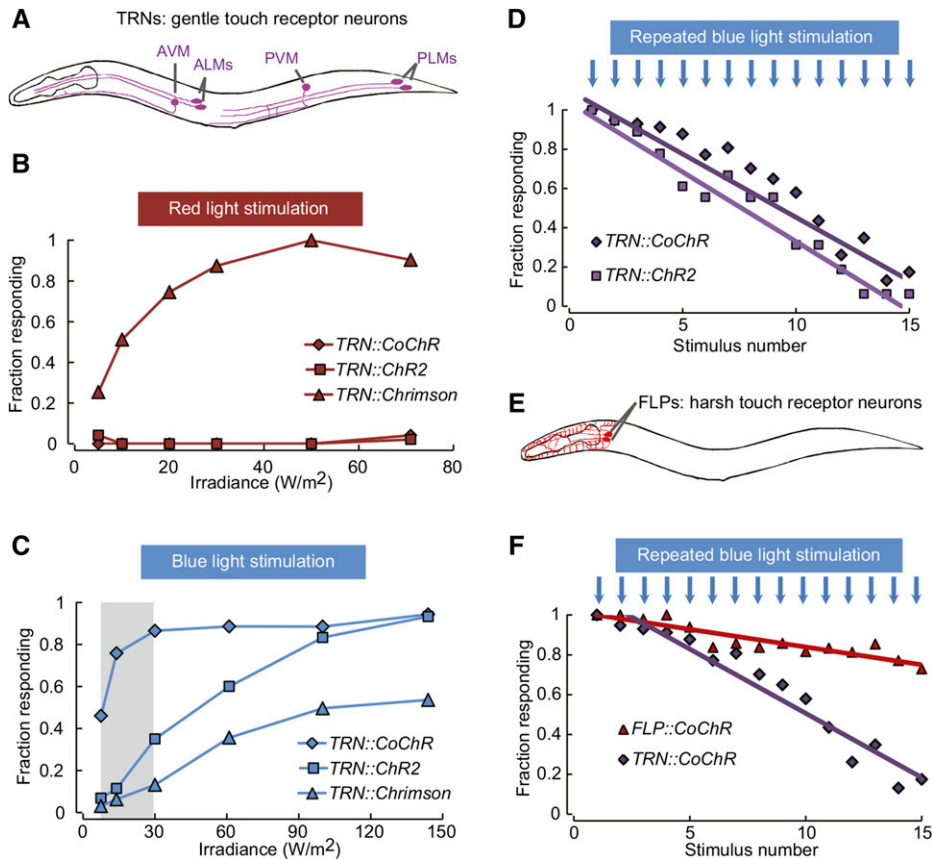 A
TRNs: gentle touch receptor neurons
AVM
ALMs
PVM
PLMs
B
Red light stimulation
Fraction responding
1
0.8
0.6
0.4
0.2
0
TRN::CoChR
TRN::ChR2
TRN::Chrimson
0 20 40 60 80
Irradiance (W/m²)
C
Blue light stimulation
Fraction responding
1
0.8
0.6
0.4
0.2
0
TRN::CoChR
TRN::ChR2
TRN::Chrimson
0 30 60 90 120 150
Irradiance (W/m²)
D
Repeated blue light stimulation
Fraction responding
1
0.8
0.6
0.4
0.2
0
TRN::CoChR
TRN::ChR2
0 5 10 15
Stimulus number
E
FLPs: harsh touch receptor neurons
F
Repeated blue light stimulation
Fraction responding
1
0.8
0.6
0.4
0.2
0
FLP::CoChR
TRN::CoChR
0 5 10 15
Stimulus number